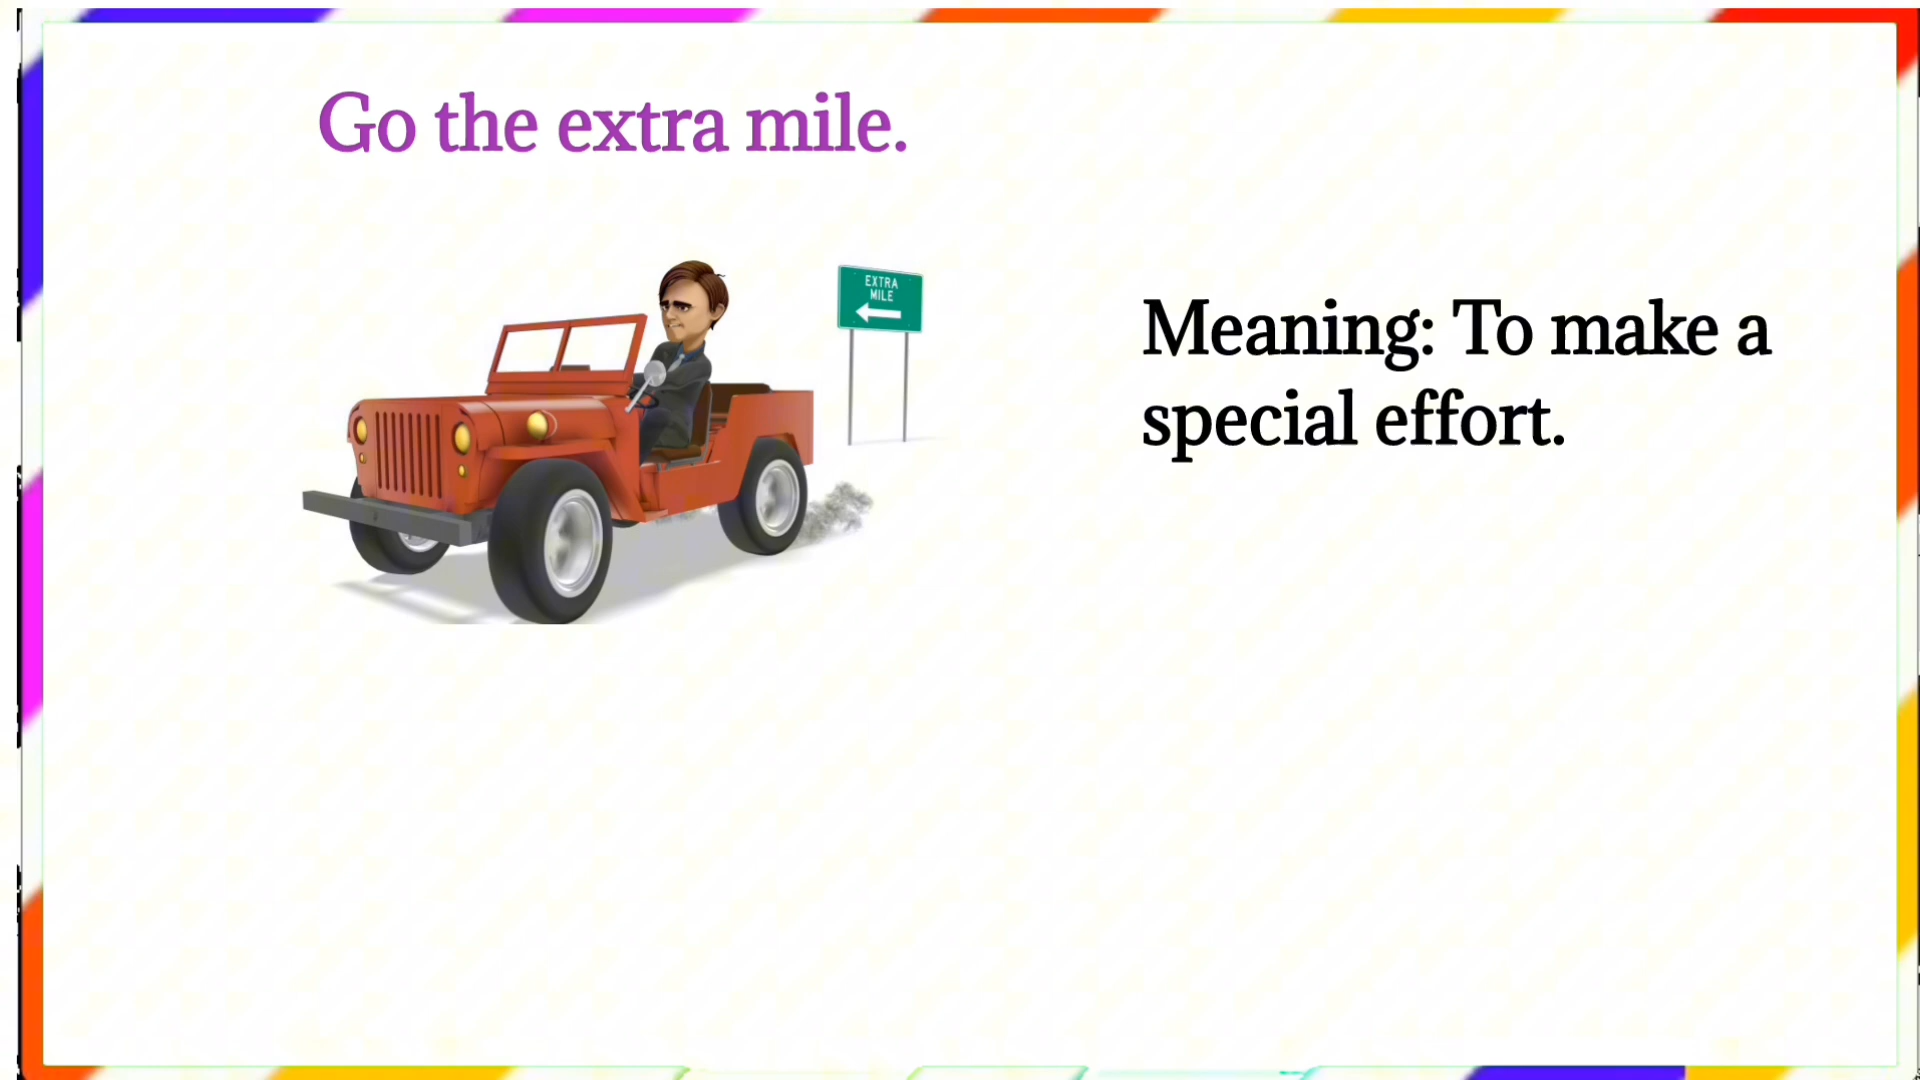 Go the extra mile.
EXTRA
MILE
Meaning: To make a
special effort.